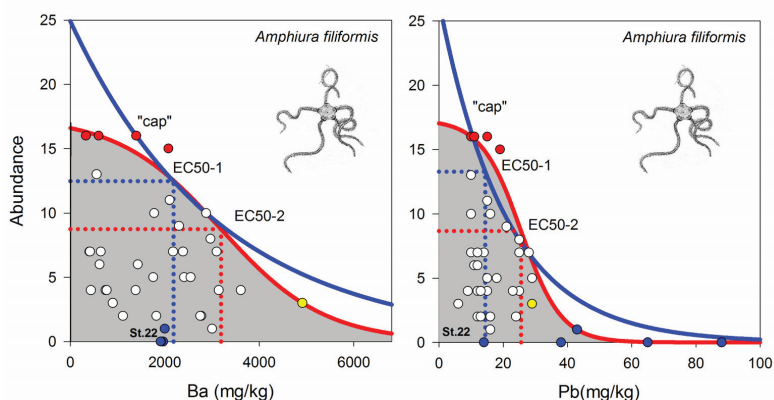 25
20
15
10
5
0
Abundance
Amphiura filiformis
"cap"
EC50-1
EC50-2
St.22
0
2000
4000
6000
Ba (mg/kg)
25
20
15
10
5
0
Amphiura filiformis
"cap"
EC50-1
EC50-2
St.22
0
20
40
60
80
100
Pb(mg/kg)